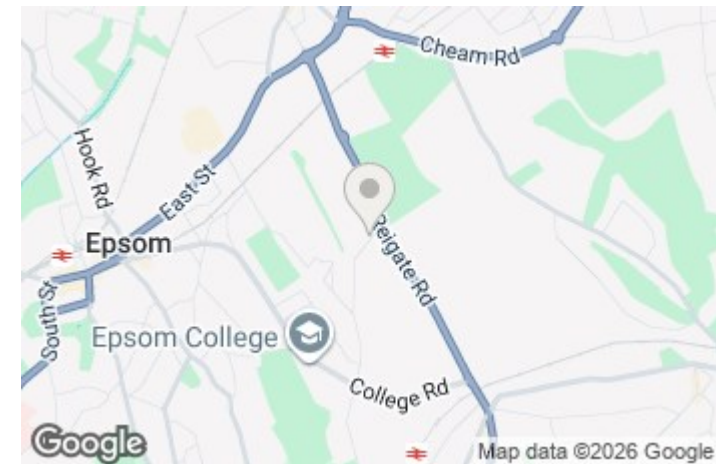 Cheam Rd
Hook Rd
East St
Epsom
Reigate Rd
South St
Epsom College
College Rd
Google
Map data ©2026 Google